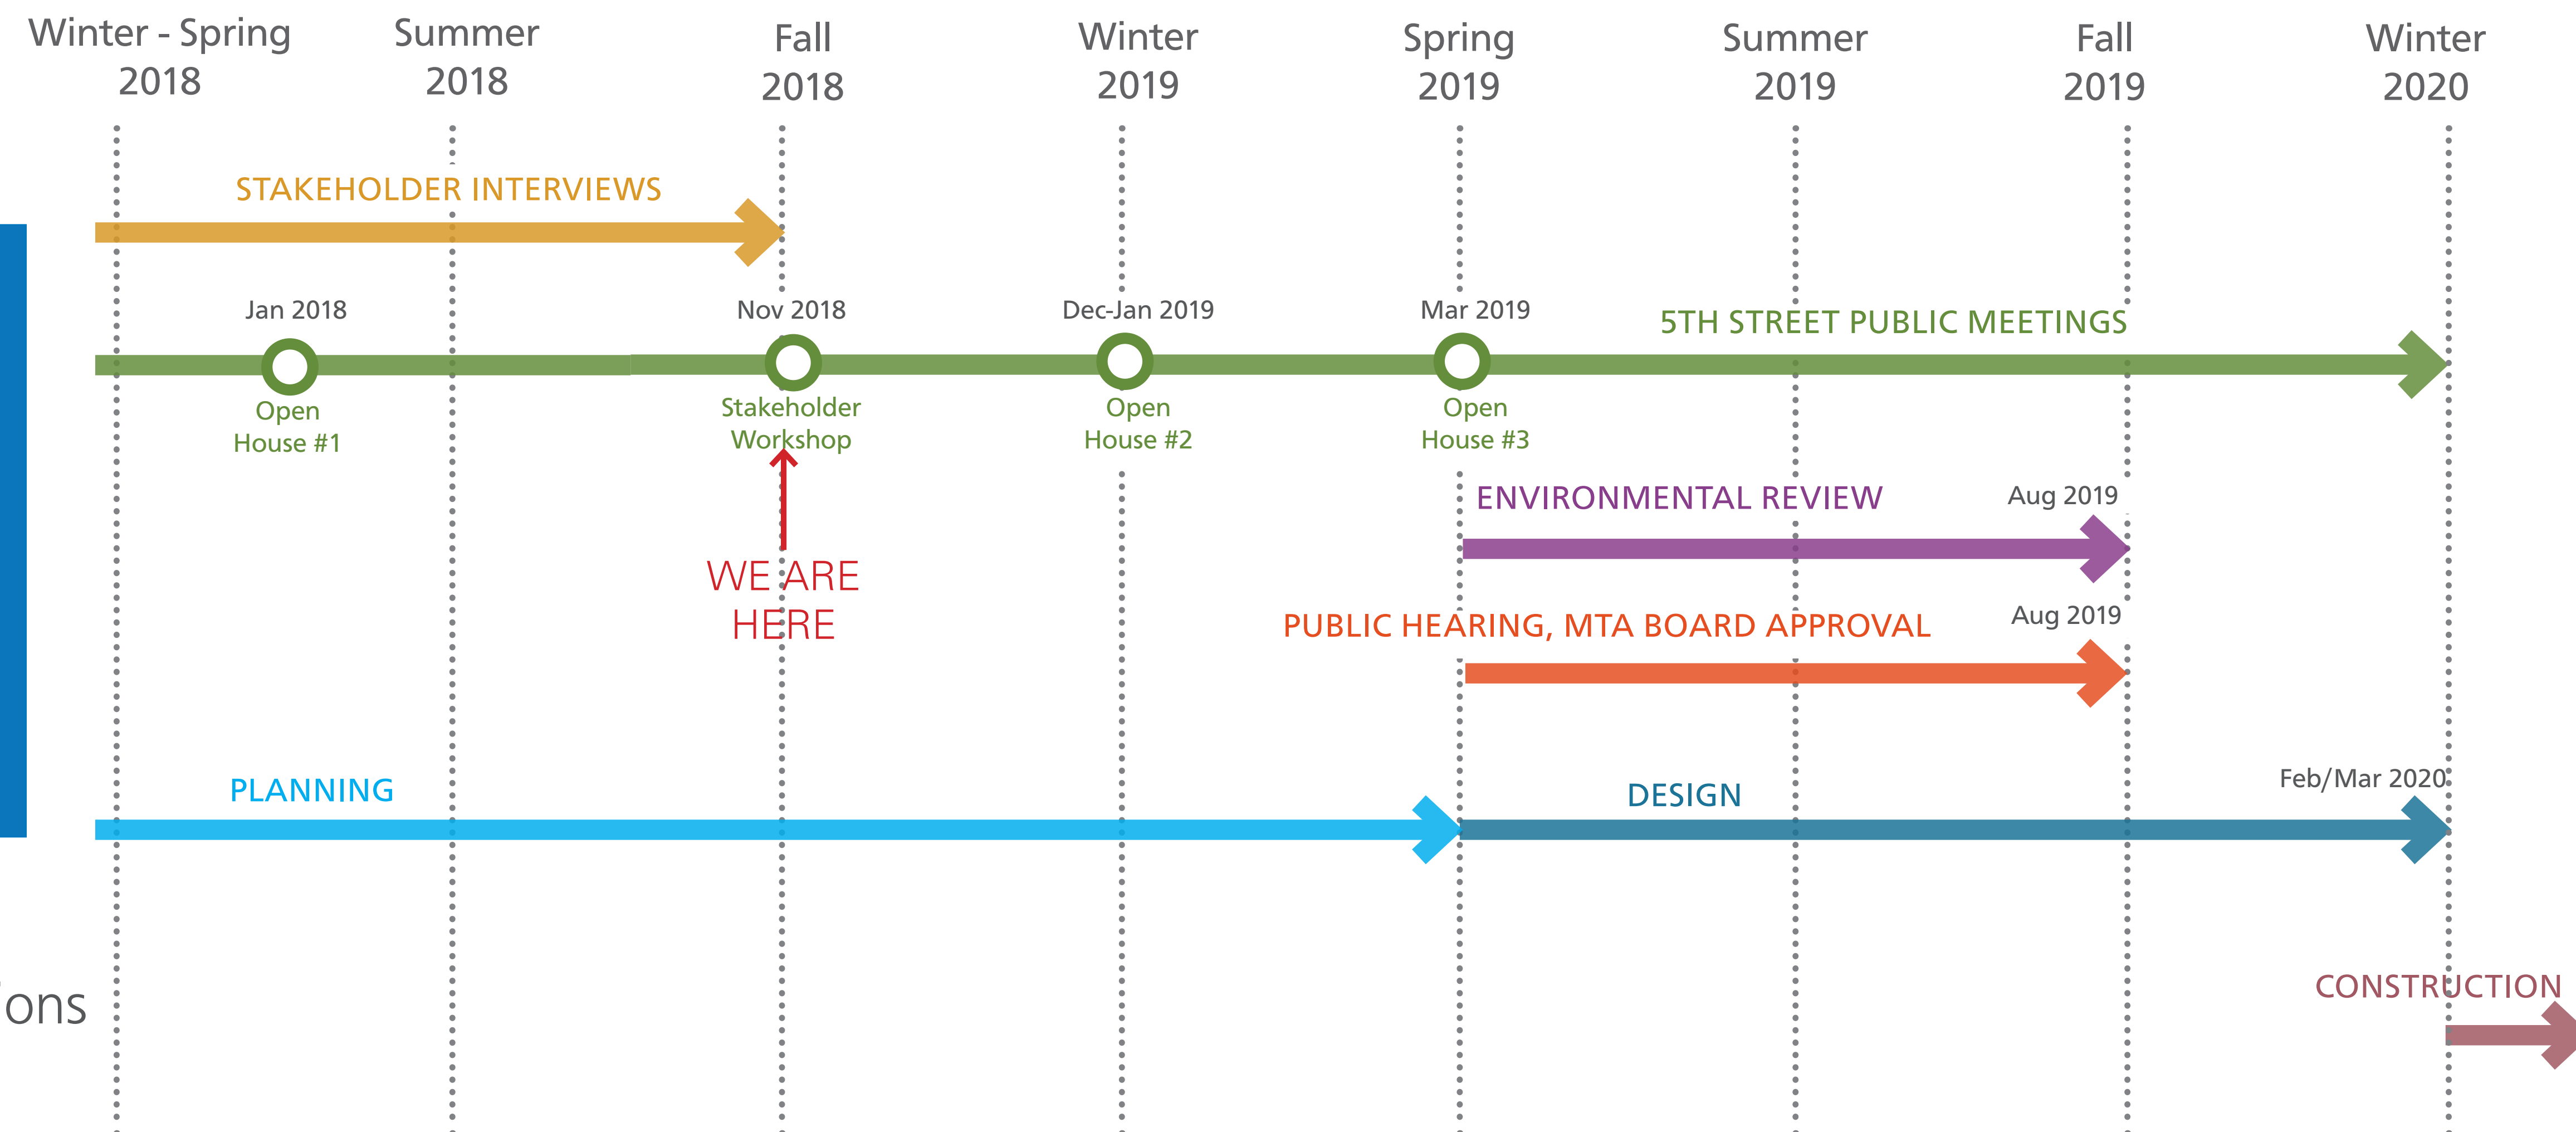 Winter - Spring
2018
Summer
2018
Fall
2018
Winter
2019
Spring
2019
Summer
2019
Fall
2019
Winter
2020
STAKEHOLDER INTERVIEWS
Jan 2018
Nov 2018
Dec-Jan 2019
Mar 2019
5TH STREET PUBLIC MEETINGS
Open
House #1
Stakeholder
Workshop
Open
House #2
Open
House #3
WE ARE
HERE
ENVIRONMENTAL REVIEW
Aug 2019
PUBLIC HEARING, MTA BOARD APPROVAL
Aug 2019
PLANNING
DESIGN
Feb/Mar 2020
CONSTRUCTION
ons